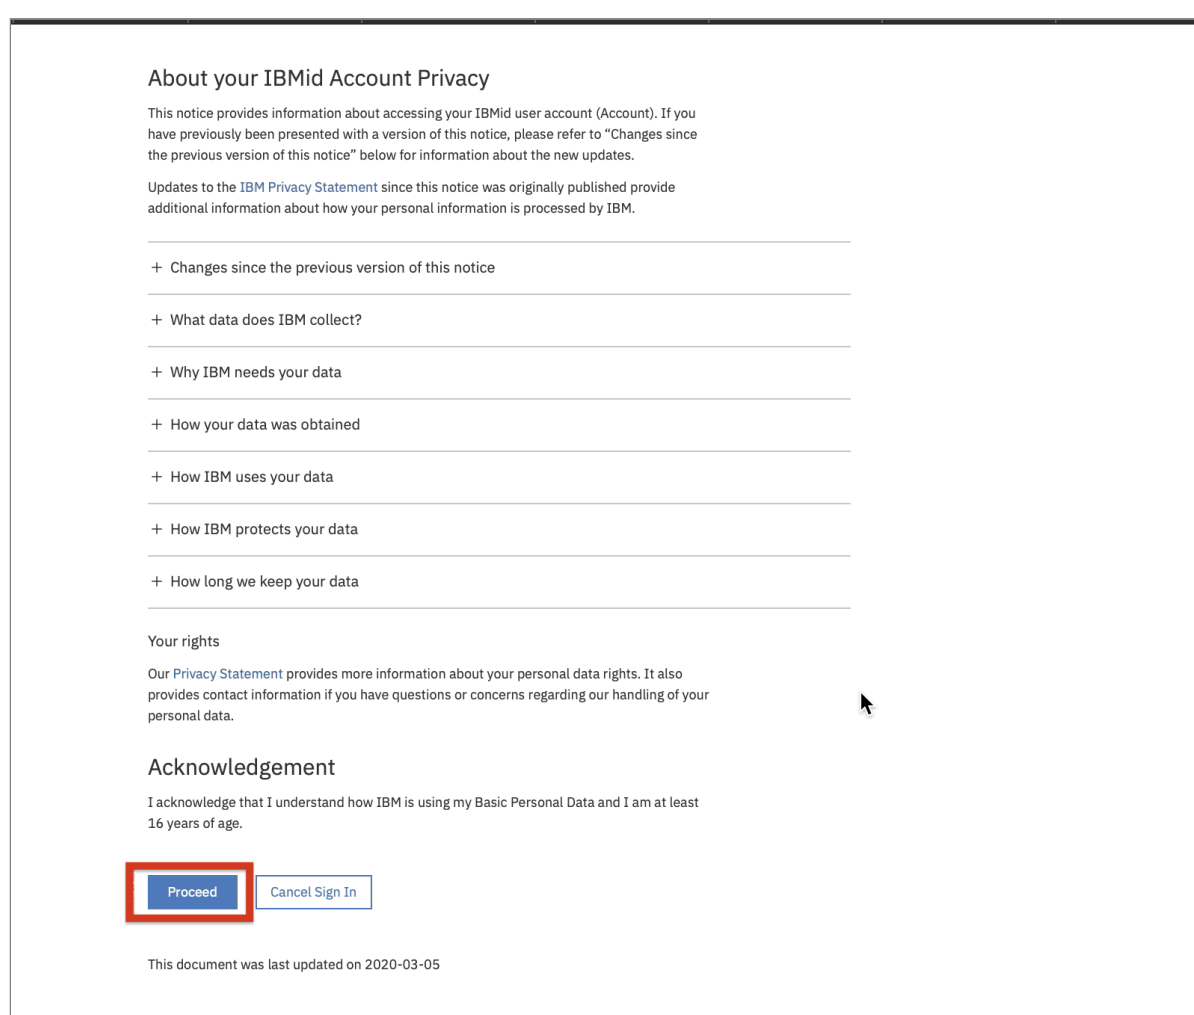 About your IBMid Account Privacy
This notice provides information about accessing your IBMid user account (Account). If you
have previously been presented with a version of this notice, please refer to “Changes since
the previous version of this notice” below for information about the new updates.
Updates to the IBM Privacy Statement since this notice was originally published provide
additional information about how your personal information is processed by IBM.
+ Changes since the previous version of this notice
+ What data does IBM collect?
+ Why IBM needs your data
+ How your data was obtained
+ How IBM uses your data
+ How IBM protects your data
+ How long we keep your data
Your rights
Our Privacy Statement provides more information about your personal data rights. It also
provides contact information if you have questions or concerns regarding our handling of your
personal data.
Acknowledgement
I acknowledge that I understand how IBM is using my Basic Personal Data and I am at least
16 years of age.
Proceed Cancel Sign In
This document was last updated on 2020-03-05